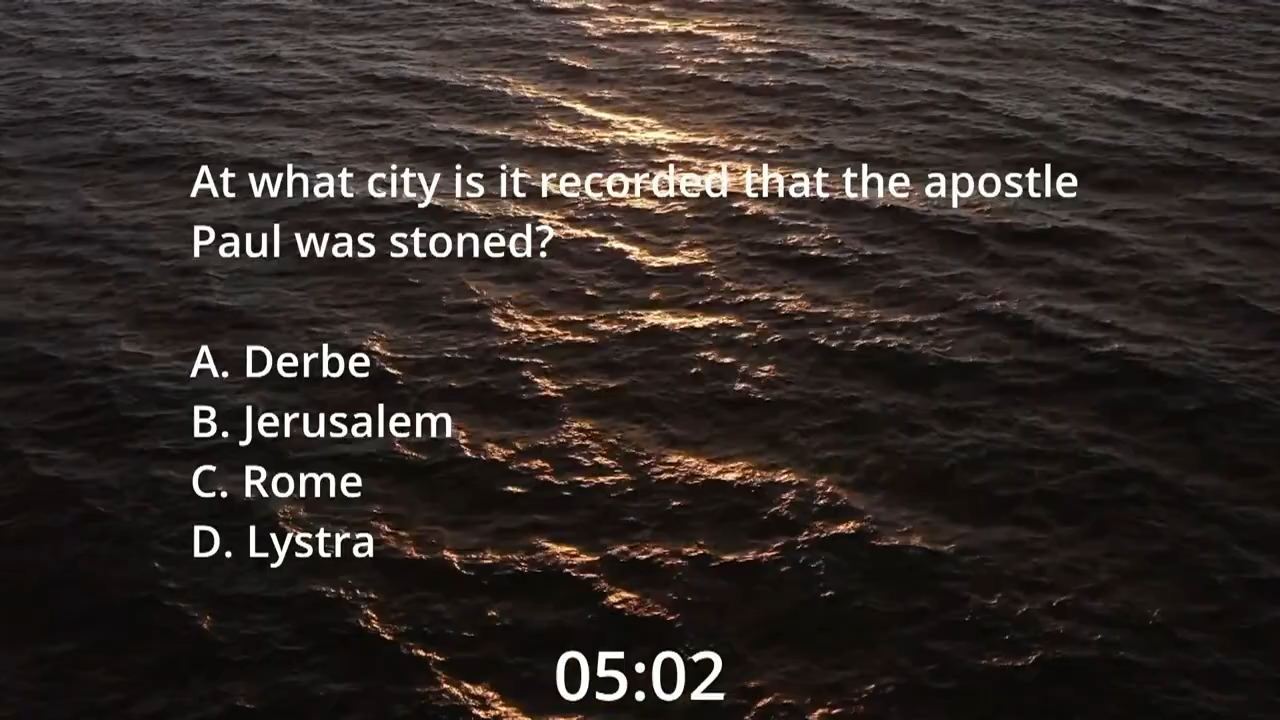 At what city is it recorded that the apostle
Paul was stoned?
A. Derbe
B. Jerusalem
C. Rome
D. Lystra
05:02